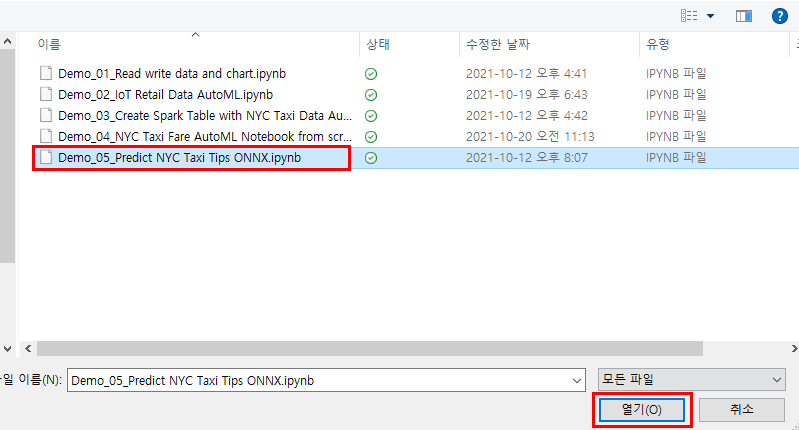 이름 상태 수정한 날짜 유형
Demo_01_Read write data and chart.ipynb 2021-10-12 오후 4:41 IPYNB 파일
Demo_02_IoT Retail Data AutoML.ipynb 2021-10-19 오후 6:43 IPYNB 파일
Demo_03_Create Spark Table with NYC Taxi Data Au... 2021-10-12 오후 4:42 IPYNB 파일
Demo_04_NYC Taxi Fare AutoML Notebook from scr... 2021-10-20 오전 11:13 IPYNB 파일
Demo_05_Predict NYC Taxi Tips ONNX.ipynb 2021-10-12 오후 8:07 IPYNB 파일
일 이름(N): Demo_05_Predict NYC Taxi Tips ONNX.ipynb 모든 파일
열기(O) 취소